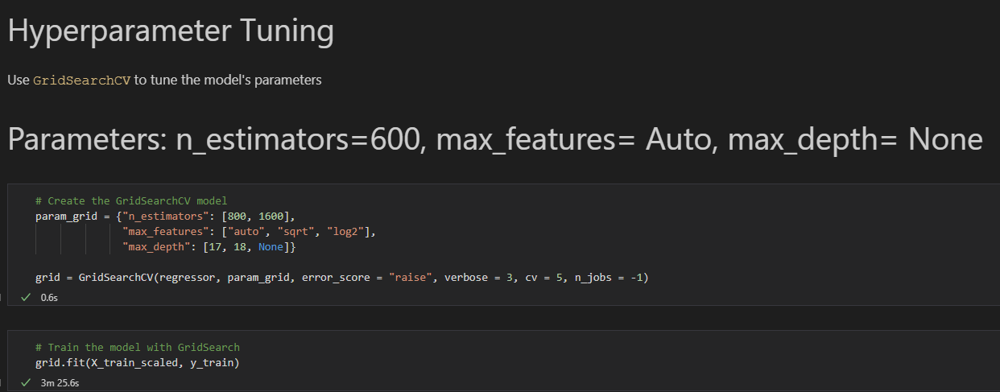 Hyperparameter Tuning
Use GridSearchCV to tune the model's parameters
Parameters: n_estimators=600, max_features= Auto, max_depth= None
# Create the GridSearchCV model
param_grid = {"n_estimators": [800, 1600],
"max_features": ["auto", "sqrt", "log2"],
"max_depth": [17, 18, None]}
grid = GridSearchCV(regressor, param_grid, error_score = "raise", verbose = 3, cv = 5, n_jobs = -1)
✓ 0.6s
# Train the model with GridSearch
grid.fit(X_train_scaled, y_train)
✓ 3m 25.6s